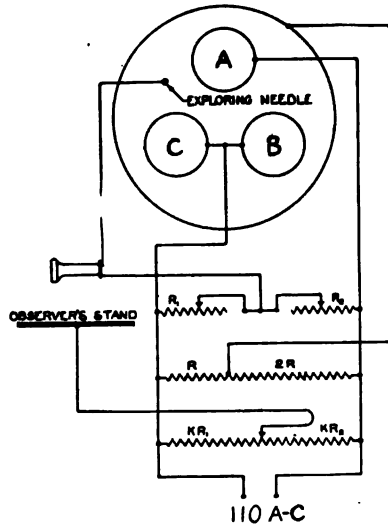 A
EXPLORING NEEDLE
C
B
R₁
R₂
OBSERVER'S STAND
R
2R
KR₁
KR₂
110 A-C